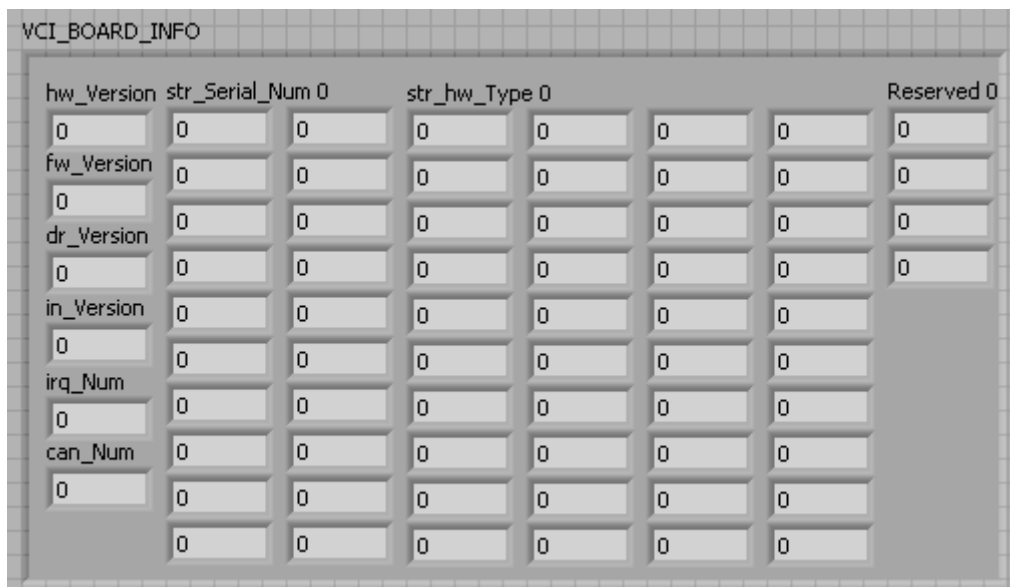 VCI_BOARD_INFO
hw_Version str_Serial_Num 0 str_hw_Type 0 Reserved 0
0 0 0 0 0 0 0 0
fw_Version
0 0 0 0 0 0 0 0
dr_Version
0 0 0 0 0 0 0
0 0 0 0 0 0 0 0
in_Version
0 0 0 0 0 0
0
0 0 0 0 0 0
irq_Num
0 0 0 0 0 0
0
can_Num
0 0 0 0 0 0
0 0 0 0 0 0 0
0 0 0 0 0 0